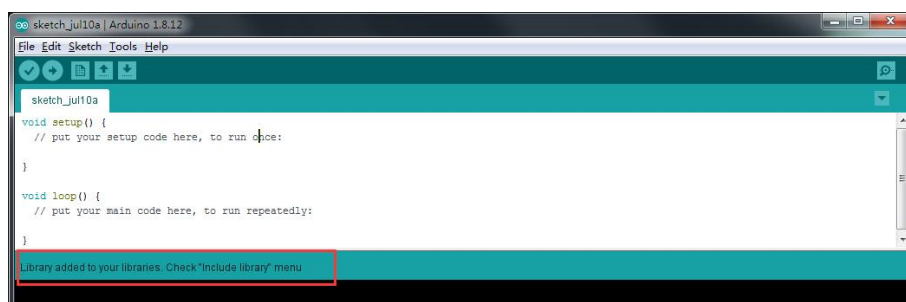 sketch_jul10a | Arduino 1.8.12
File Edit Sketch Tools Help
sketch_jul10a
void setup() {
// put your setup code here, to run once:
}
void loop() {
// put your main code here, to run repeatedly:
}
Library added to your libraries. Check "Include library" menu